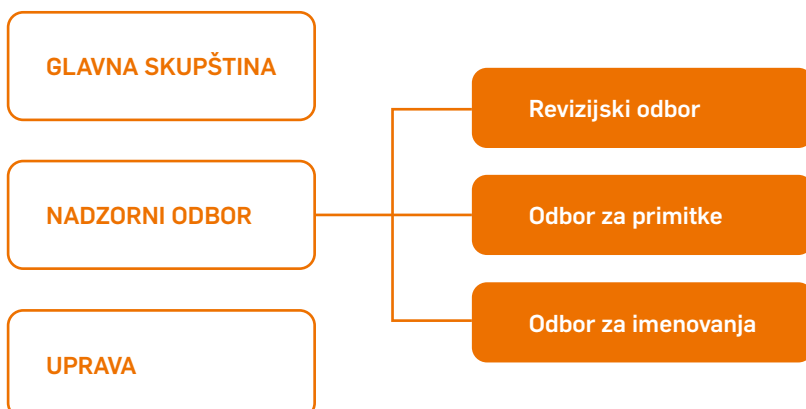 GLAVNA SKUPŠTINA
NADZORNI ODBOR
UPRAVA
Revizijski odbor
Odbor za primitke
Odbor za imenovanja